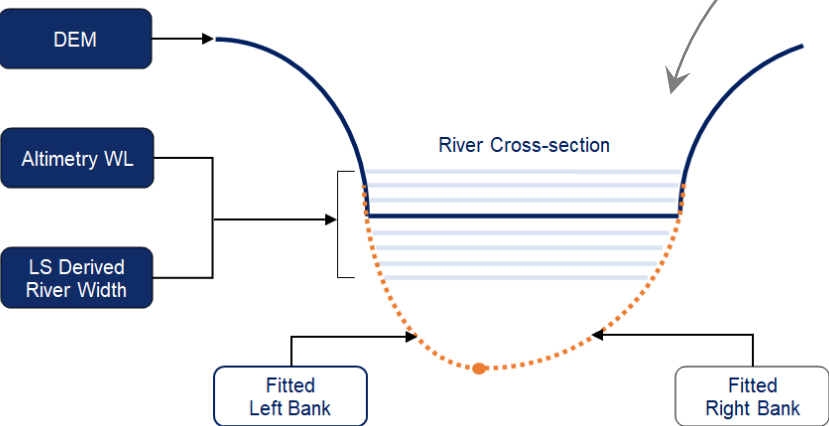 DEM
River Cross-section
Altimetry WL
LS Derived
River Width
Fitted
Left Bank
Fitted
Right Bank